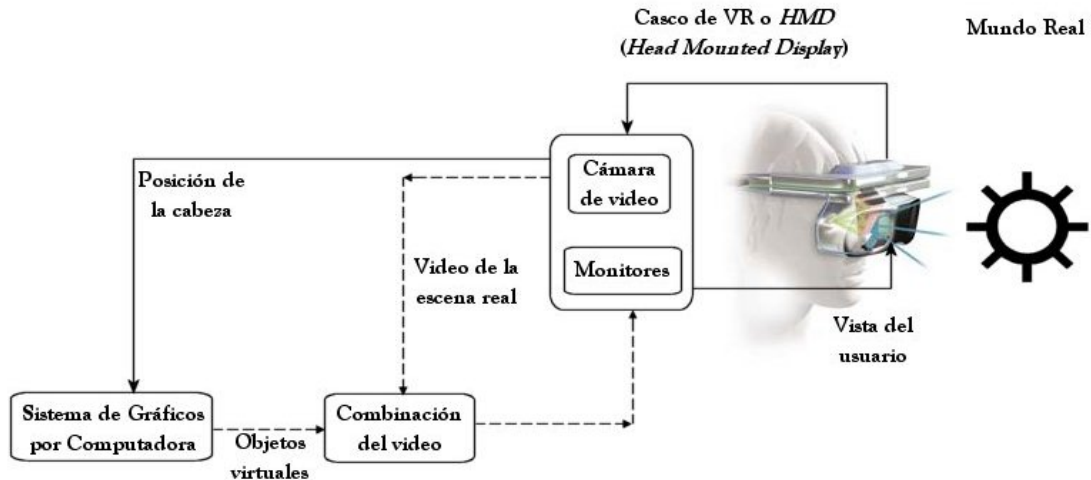 Casco de VR o HMD
(Head Mounted Display)
Mundo Real
Cámara
de video
Posición de
la cabeza
Video de la
escena real
Monitores
Vista del
usuario
Sistema de Gráficos
por Computadora
Objetos
virtuales
Combinación
del video